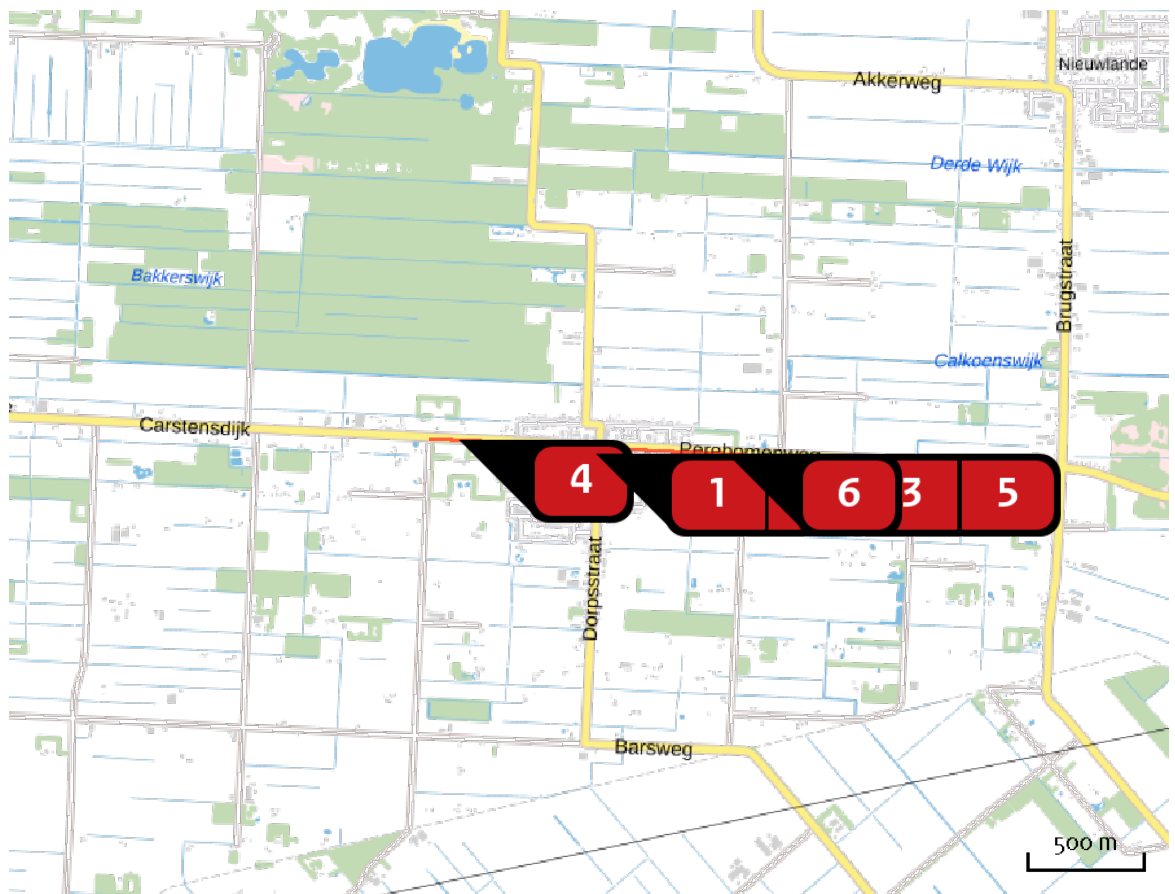 Nieuwlande
Akkerweg
Derde Wijk
Bakkerswijk
Brugstraat
Calkoenswijk
Carstensdijk
4
1
6
3
5
Dorpsstraat
Barsweg
500 m